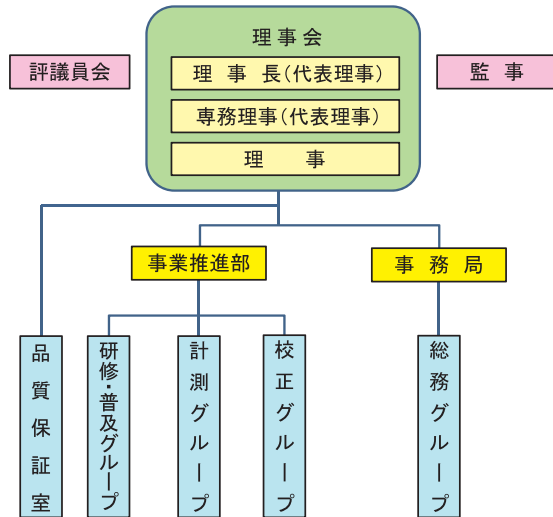 理事会
評議員会
理事長(代表理事)
監事
専務理事(代表理事)
理事
事業推進部
事務局
品質保証室
研修・普及グループ
計測グループ
校正グループ
総務グループ